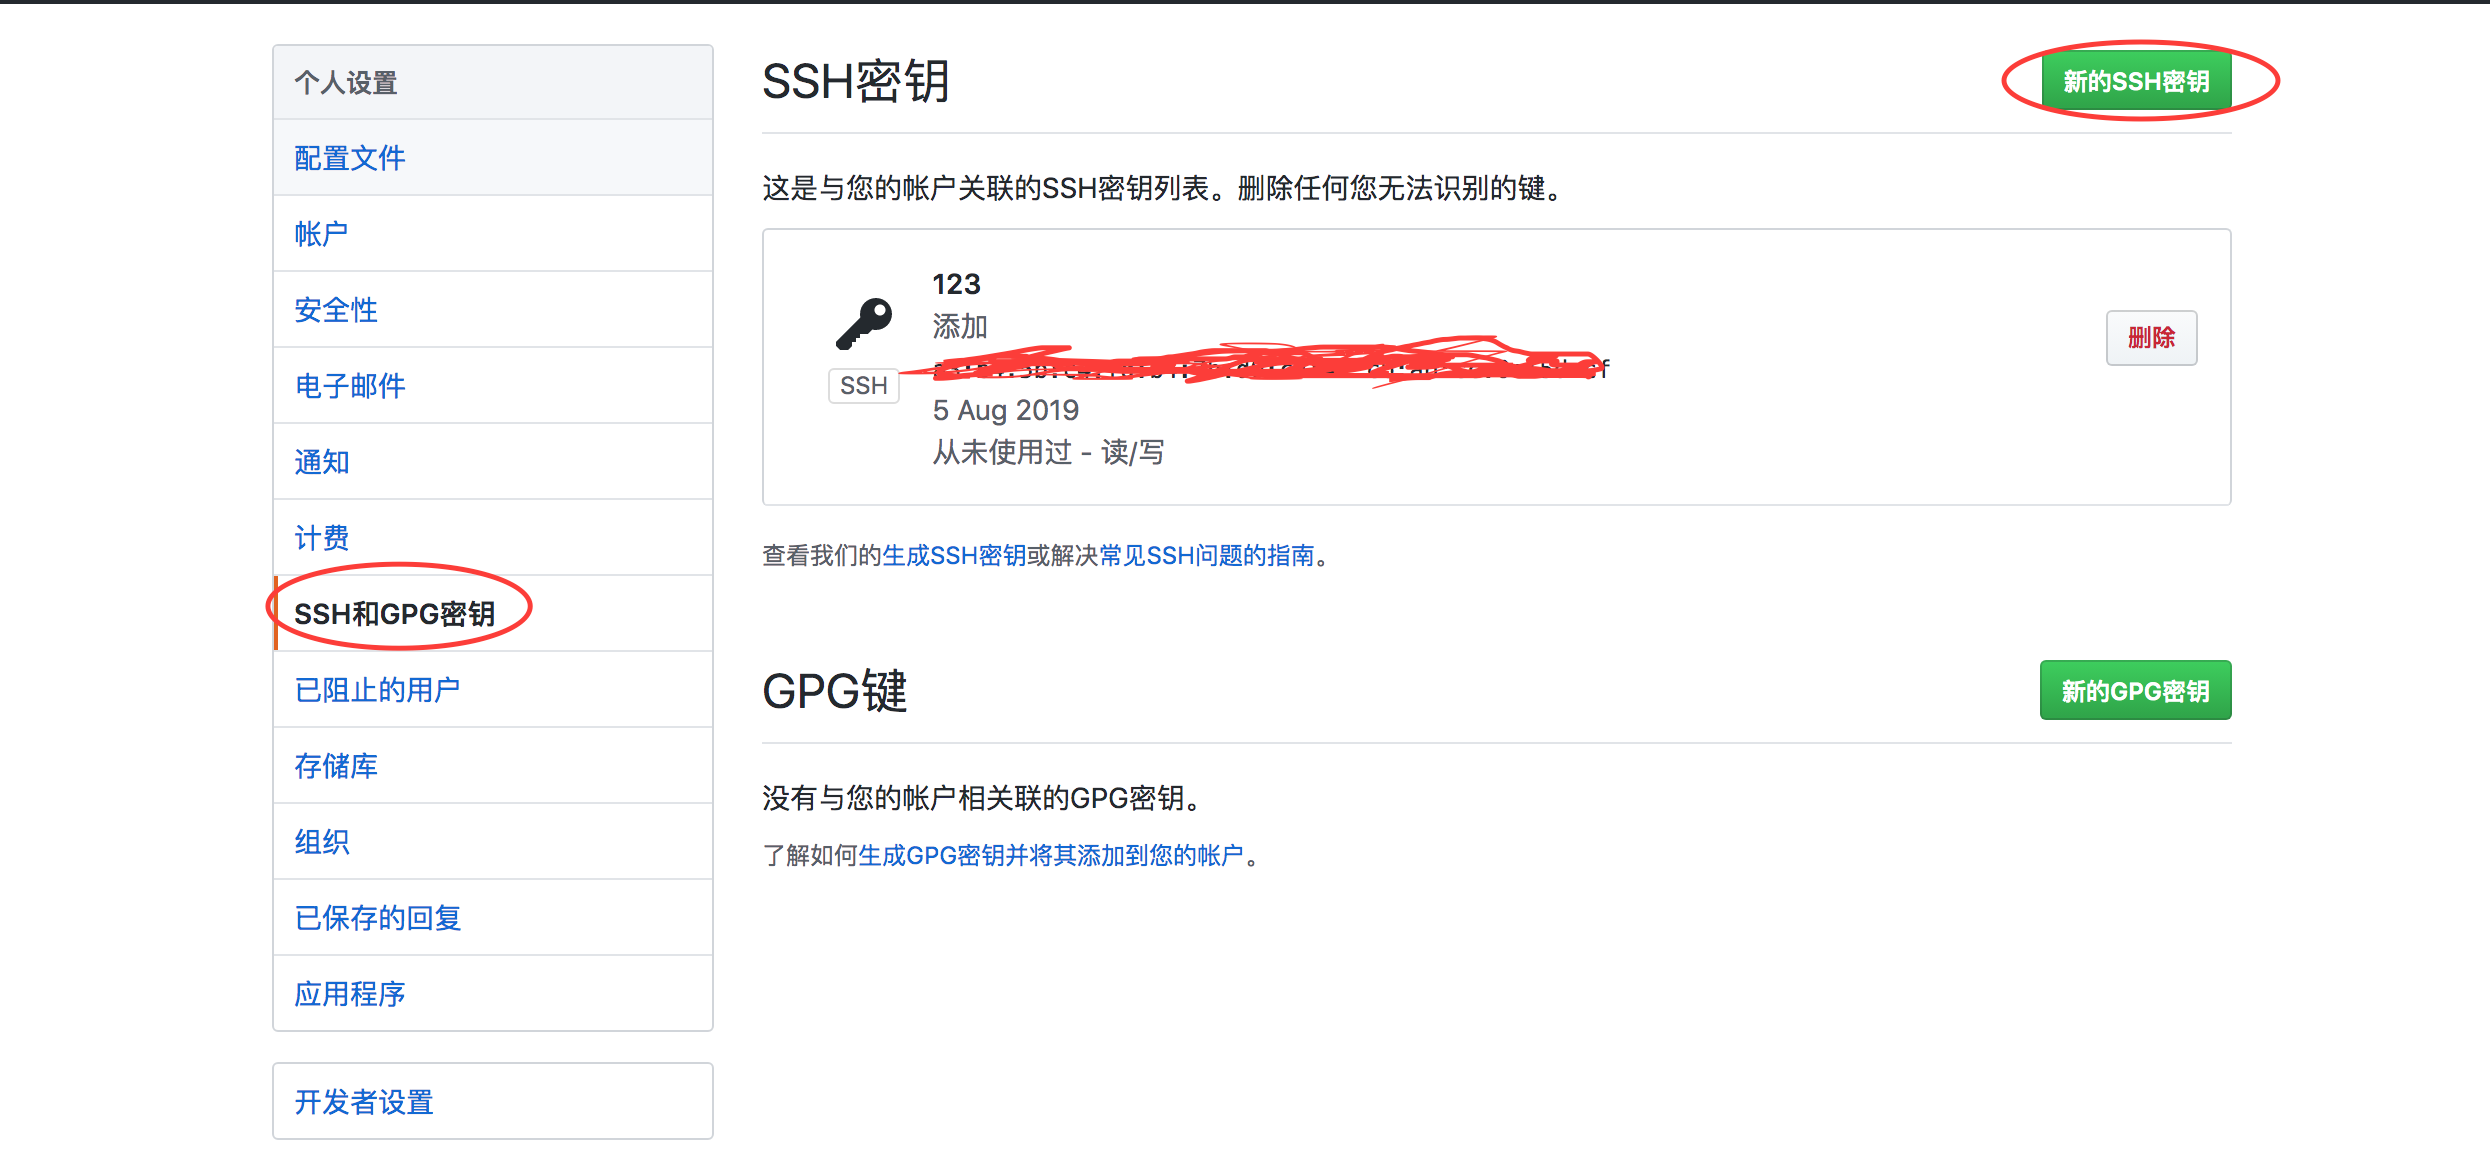 个人设置
配置文件
帐户
安全性
电子邮件
通知
计费
SSH和GPG密钥
已阻止的用户
存储库
组织
已保存的回复
应用程序
开发者设置
SSH密钥
新的SSH密钥
这是与您的帐户关联的SSH密钥列表。删除任何您无法识别的键。
123
添加
SSH
5 Aug 2019
从未使用过 - 读/写
删除
查看我们的生成SSH密钥或解决常见SSH问题的指南。
GPG键
新的GPG密钥
没有与您的帐户相关联的GPG密钥。
了解如何生成GPG密钥并将其添加到您的帐户。